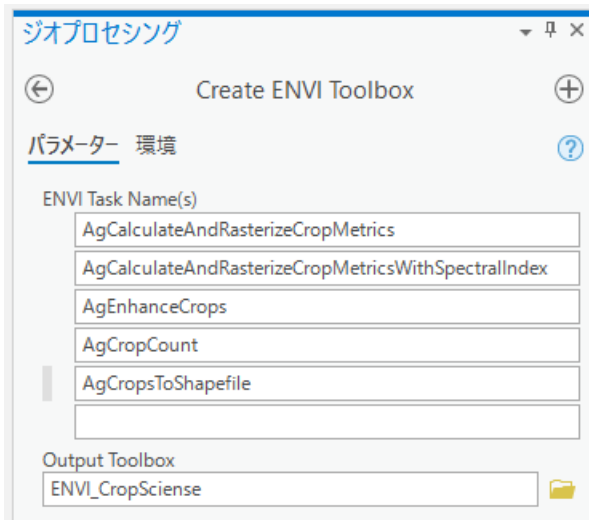 ジオプロセシング
Create ENVI Toolbox
パラメーター 環境
ENVI Task Name(s)
AgCalculateAndRasterizeCropMetrics
AgCalculateAndRasterizeCropMetricsWithSpectralIndex
AgEnhanceCrops
AgCropCount
AgCropsToShapefile
Output Toolbox
ENVI_CropSciense